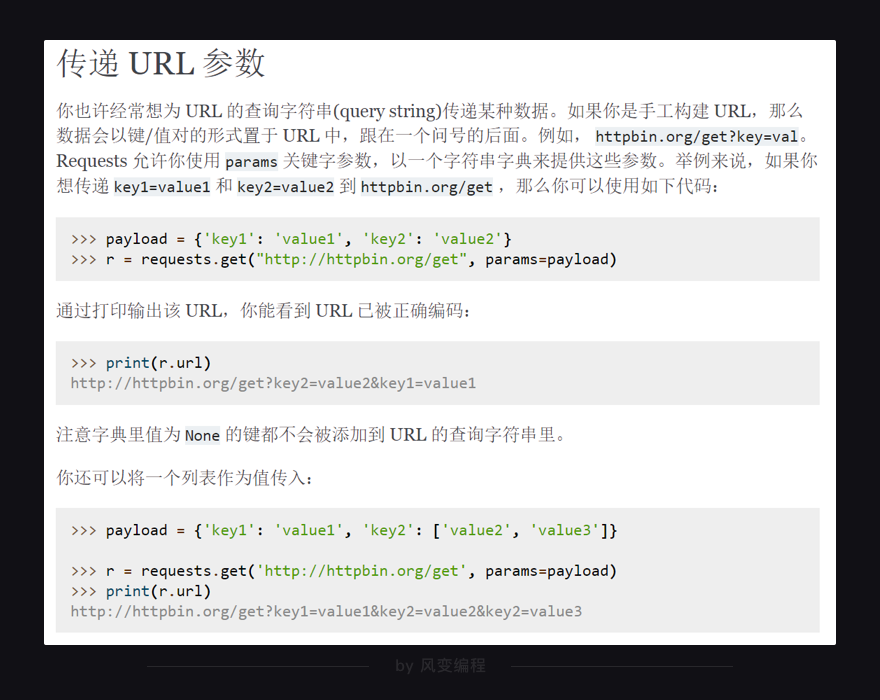 传递 URL 参数
你也许经常想为 URL 的查询字符串(query string)传递某种数据。如果你是手工构建 URL，那么
数据会以键/值对的形式置于 URL 中，跟在一个问号的后面。例如， httpbin.org/get?key=val。
Requests 允许你使用 params 关键字参数，以一个字符串字典来提供这些参数。举例来说，如果你
想传递 key1=value1 和 key2=value2 到 httpbin.org/get ，那么你可以使用如下代码：
>>> payload = {'key1': 'value1', 'key2': 'value2'}
>>> r = requests.get("http://httpbin.org/get", params=payload)
通过打印输出该 URL，你能看到 URL 已被正确编码：
>>> print(r.url)
http://httpbin.org/get?key2=value2&key1=value1
注意字典里值为 None 的键都不会被添加到 URL 的查询字符串里。
你还可以将一个列表作为值传入：
>>> payload = {'key1': 'value1', 'key2': ['value2', 'value3']}
>>> r = requests.get('http://httpbin.org/get', params=payload)
>>> print(r.url)
http://httpbin.org/get?key1=value1&key2=value2&key2=value3
by 风变编程